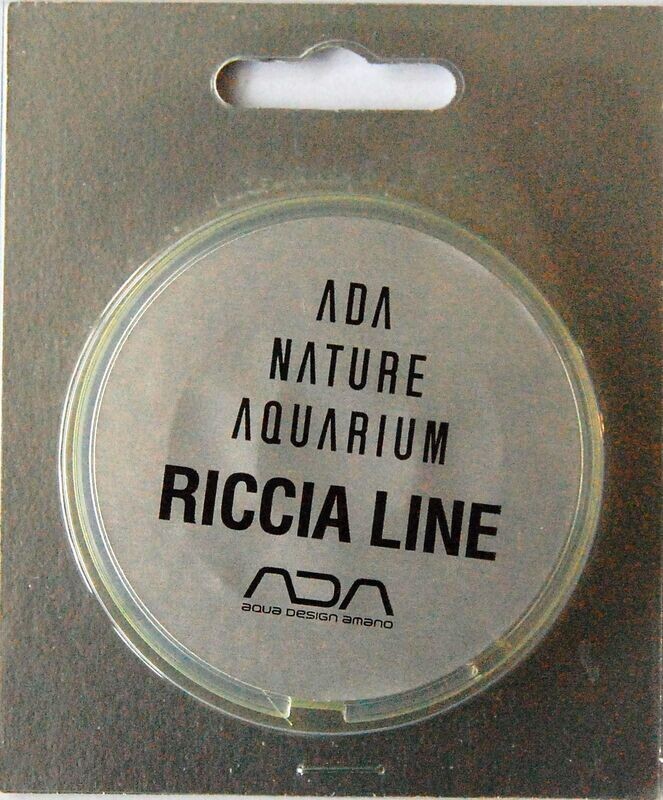 ADA
NATURE
AQUARIUM
RICCIA LINE
ADA
AQUA DESIGN AMANO